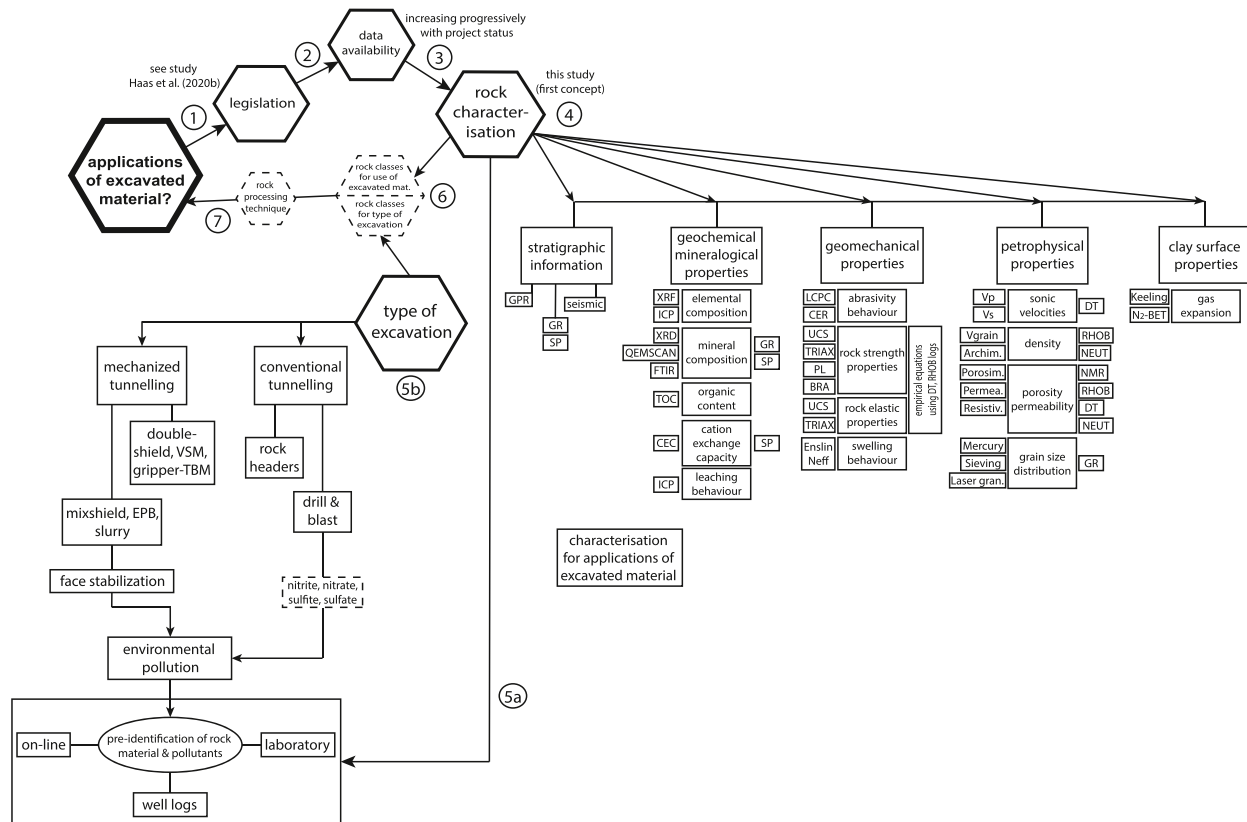 see study
Haas et al. (2020b)
1
legislation
2
data
availability
increasing progressively
with project status
3
rock
character-
isation
this study
(first concept)
4
applications
of excavated
material?
7
rock
processing
technique
rock classes
for use of
excavated mat.
rock classes
for type of
excavation
6
type of
excavation
5b
mechanized
tunnelling
conventional
tunnelling
double-
shield, VSM,
gripper-TBM
rock
headers
mixshield, EPB,
slurry
drill &
blast
face stabilization
nitrite, nitrate,
sulfite, sulfate
environmental
pollution
5a
on-line
pre-identification of rock
material & pollutants
laboratory
well logs
stratigraphic
information
GPR
seismic
GR
SP
geochemical
mineralogical
properties
XRF
ICP
elemental
composition
XRD
QEMSCAN
FTIR
mineral
composition
GR
SP
TOC
organic
content
CEC
cation
exchange
capacity
SP
ICP
leaching
behaviour
geomechanical
properties
LCPC
CER
abrasivity
behaviour
UCS
TRIAX
PL
BRA
rock strength
properties
UCS
TRIAX
rock elastic
properties
empirical equations
using DT, RHOB logs
Enslin
Neff
swelling
behaviour
petrophysical
properties
Vp
Vs
sonic
velocities
DT
Vgrain
Archim.
density
RHOB
NEUT
Porosim.
Permea.
Resistiv.
porosity
permeability
NMR
RHOB
DT
NEUT
Mercury
Sieving
Laser gran.
grain size
distribution
GR
clay surface
properties
Keeling
N2-BET
gas
expansion
characterisation
for applications of
excavated material